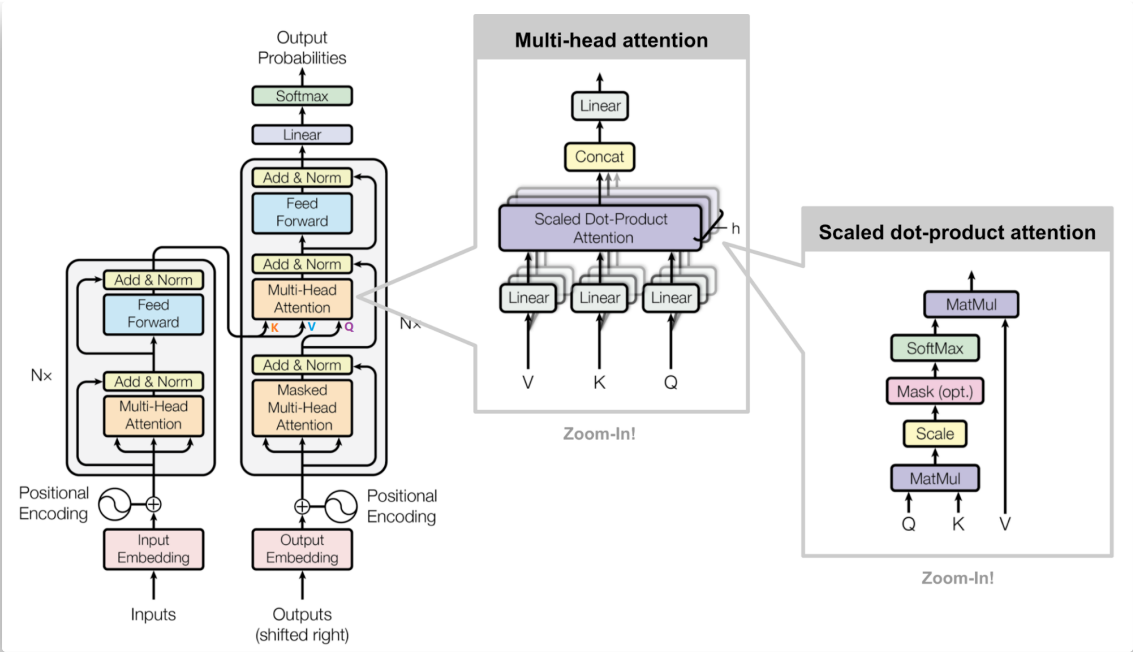 Output
Probabilities
Softmax
Linear
Add & Norm
Feed
Forward
Add & Norm
Multi-Head
Attention
K
V
Q
Nx
Add & Norm
Masked
Multi-Head
Attention
Positional
Encoding
Output
Embedding
Outputs
(shifted right)
Add & Norm
Feed
Forward
Nx
Add & Norm
Multi-Head
Attention
Positional
Encoding
Input
Embedding
Inputs
Multi-head attention
Linear
Concat
Scaled Dot-Product
Attention
h
Linear
Linear
Linear
V
K
Q
Zoom-In!
Scaled dot-product attention
MatMul
SoftMax
Mask (opt.)
Scale
MatMul
Q
K
V
Zoom-In!